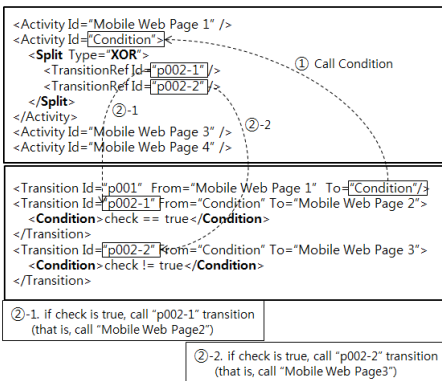 <Activity Id="Mobile Web Page 1" />
<Activity Id="Condition">
<Split Type="XOR">
① Call Condition
<TransitionRef Id="p002-1" />
<TransitionRef Id="p002-2" />
</Split>
</Activity>
②-1
②-2
<Activity Id="Mobile Web Page 3" />
<Activity Id="Mobile Web Page 4" />
<Transition Id="p001" From="Mobile Web Page 1" To="Condition"/>
<Transition Id="p002-1" From="Condition" To="Mobile Web Page 2">
<Condition>check == true</Condition>
</Transition>
<Transition Id="p002-2" from="Condition" To="Mobile Web Page 3">
<Condition>check != true</Condition>
</Transition>
②-1. if check is true, call "p002-1" transition
(that is, call "Mobile Web Page2")
②-2. if check is true, call "p002-2" transition
(that is, call "Mobile Web Page3")